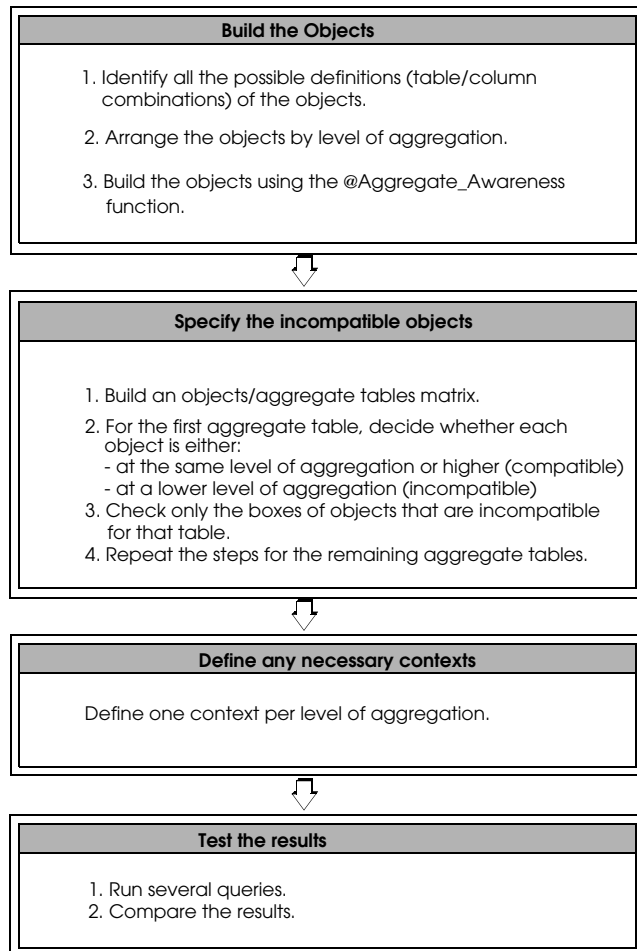 Build the Objects
1. Identify all the possible definitions (table/column
combinations) of the objects.
2. Arrange the objects by level of aggregation.
3. Build the objects using the @Aggregate_Awareness
function.
Specify the incompatible objects
1. Build an objects/aggregate tables matrix.
2. For the first aggregate table, decide whether each
object is either:
- at the same level of aggregation or higher (compatible)
- at a lower level of aggregation (incompatible)
3. Check only the boxes of objects that are incompatible
for that table.
4. Repeat the steps for the remaining aggregate tables.
Define any necessary contexts
Define one context per level of aggregation.
Test the results
1. Run several queries.
2. Compare the results.